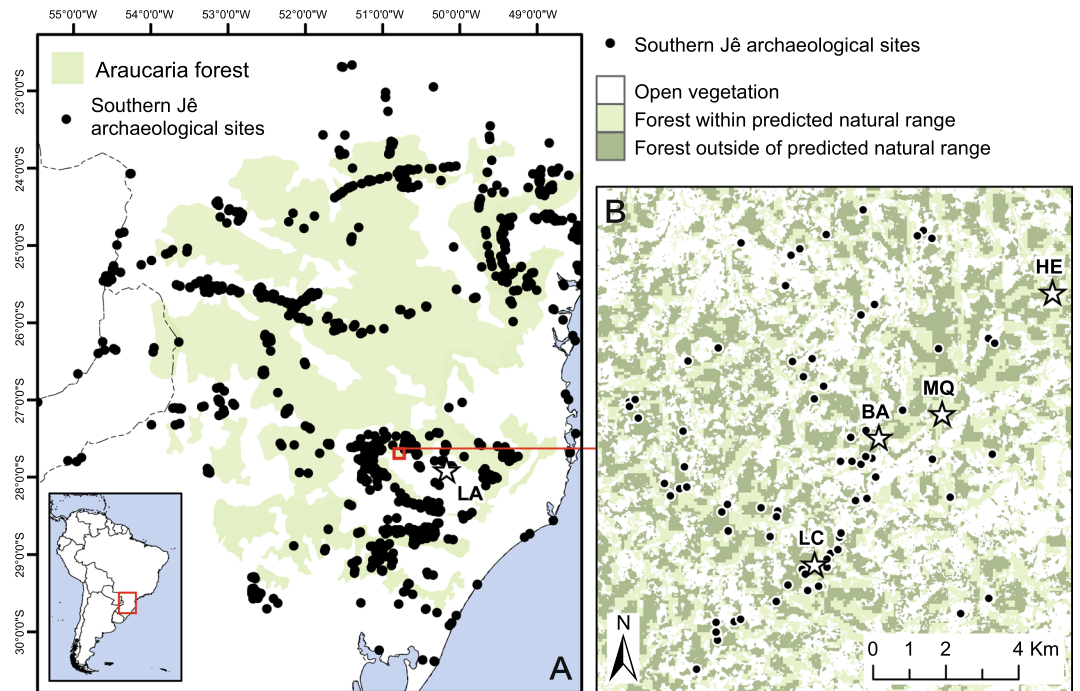 55°0'0"W 54°0'0"W 53°0'0"W 52°0'0"W 51°0'0"W 50°0'0"W 49°0'0"W
23°0'0"S
24°0'0"S
25°0'0"S
26°0'0"S
27°0'0"S
28°0'0"S
29°0'0"S
30°0'0"S
Araucaria forest
Southern Jê
archaeological sites
LA
A
Southern Jê archaeological sites
Open vegetation
Forest within predicted natural range
Forest outside of predicted natural range
B
HE
MQ
BA
LC
N
0 2 4 Km